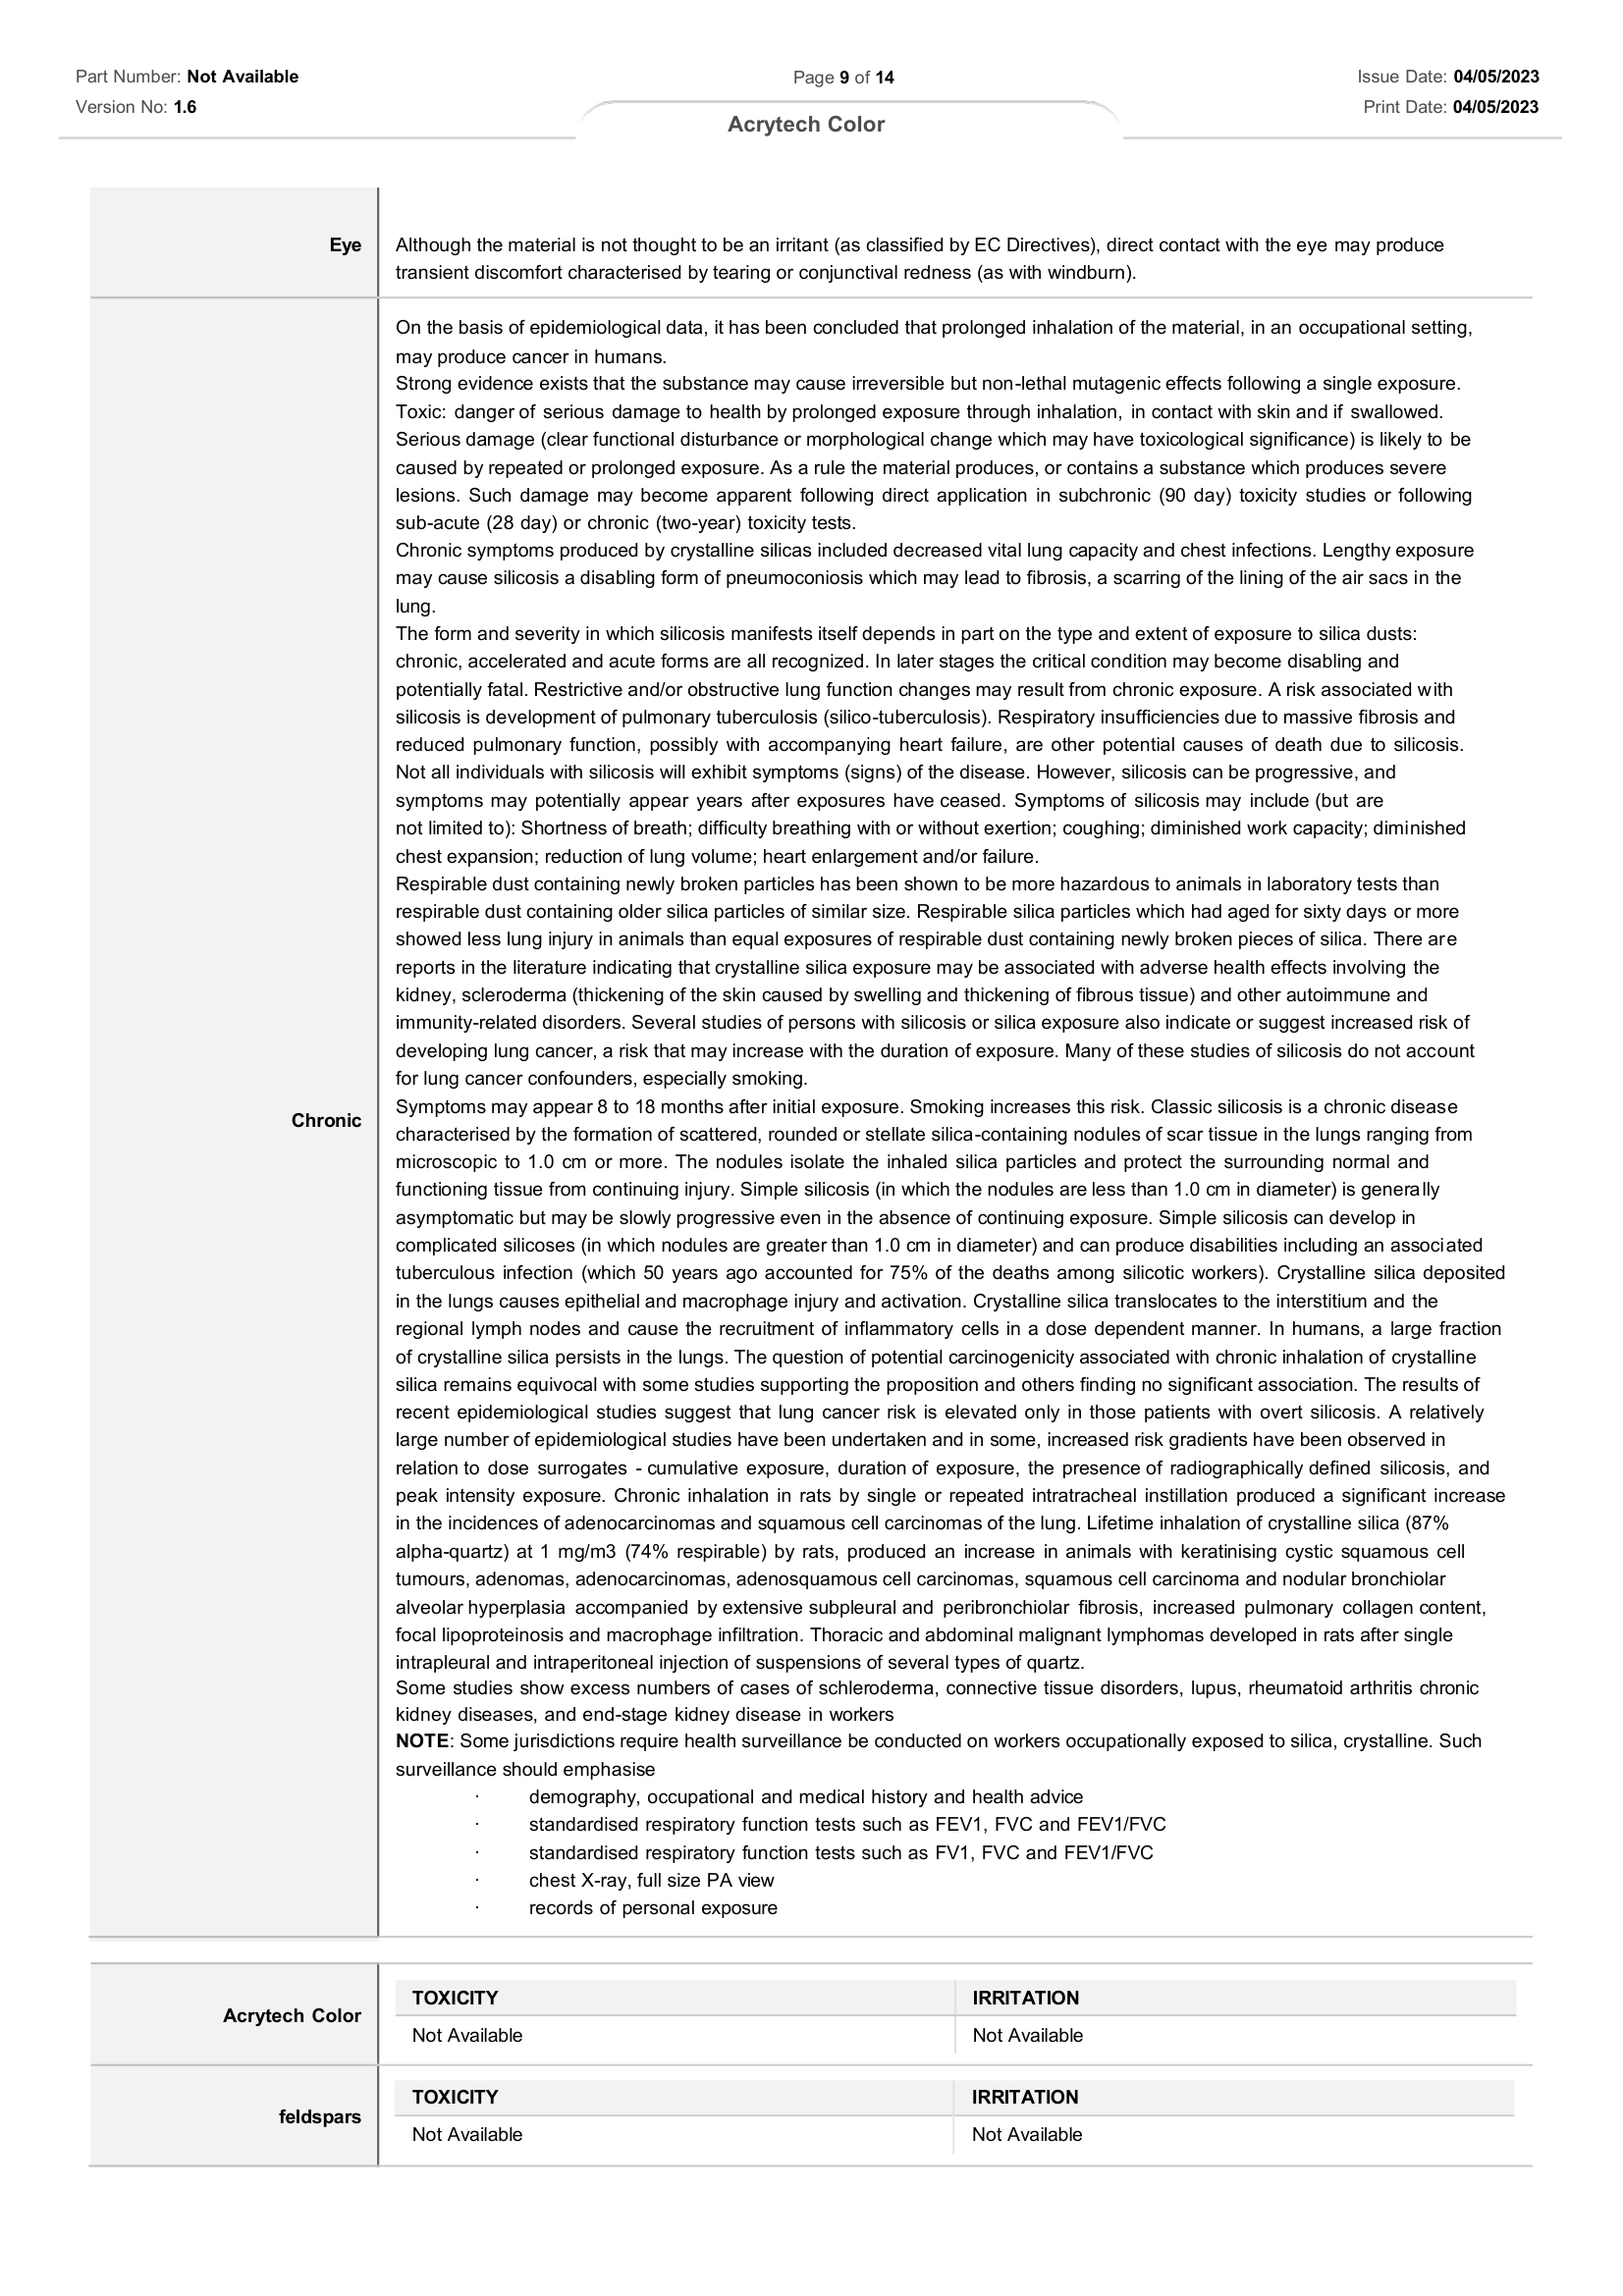 Part Number: Not Available
Page 9 of 14
Issue Date: 04/05/2023
Version No: 1.6
Print Date: 04/05/2023
Acrytech Color
Eye
Although the material is not thought to be an irritant (as classified by EC Directives), direct contact with the eye may produce
transient discomfort characterised by tearing or conjunctival redness (as with windburn).
Chronic
On the basis of epidemiological data, it has been concluded that prolonged inhalation of the material, in an occupational setting,
may produce cancer in humans.
Strong evidence exists that the substance may cause irreversible but non-lethal mutagenic effects following a single exposure.
Toxic: danger of serious damage to health by prolonged exposure through inhalation, in contact with skin and if swallowed.
Serious damage (clear functional disturbance or morphological change which may have toxicological significance) is likely to be
caused by repeated or prolonged exposure. As a rule the material produces, or contains a substance which produces severe
lesions. Such damage may become apparent following direct application in subchronic (90 day) toxicity studies or following
sub-acute (28 day) or chronic (two-year) toxicity tests.
Chronic symptoms produced by crystalline silicas included decreased vital lung capacity and chest infections. Lengthy exposure
may cause silicosis a disabling form of pneumoconiosis which may lead to fibrosis, a scarring of the lining of the air sacs in the
lung.
The form and severity in which silicosis manifests itself depends in part on the type and extent of exposure to silica dusts:
chronic, accelerated and acute forms are all recognized. In later stages the critical condition may become disabling and
potentially fatal. Restrictive and/or obstructive lung function changes may result from chronic exposure. A risk associated with
silicosis is development of pulmonary tuberculosis (silico-tuberculosis). Respiratory insufficiencies due to massive fibrosis and
reduced pulmonary function, possibly with accompanying heart failure, are other potential causes of death due to silicosis.
Not all individuals with silicosis will exhibit symptoms (signs) of the disease. However, silicosis can be progressive, and
symptoms may potentially appear years after exposures have ceased. Symptoms of silicosis may include (but are
not limited to): Shortness of breath; difficulty breathing with or without exertion; coughing; diminished work capacity; diminished
chest expansion; reduction of lung volume; heart enlargement and/or failure.
Respirable dust containing newly broken particles has been shown to be more hazardous to animals in laboratory tests than
respirable dust containing older silica particles of similar size. Respirable silica particles which had aged for sixty days or more
showed less lung injury in animals than equal exposures of respirable dust containing newly broken pieces of silica. There are
reports in the literature indicating that crystalline silica exposure may be associated with adverse health effects involving the
kidney, scleroderma (thickening of the skin caused by swelling and thickening of fibrous tissue) and other autoimmune and
immunity-related disorders. Several studies of persons with silicosis or silica exposure also indicate or suggest increased risk of
developing lung cancer, a risk that may increase with the duration of exposure. Many of these studies of silicosis do not account
for lung cancer confounders, especially smoking.
Symptoms may appear 8 to 18 months after initial exposure. Smoking increases this risk. Classic silicosis is a chronic disease
characterised by the formation of scattered, rounded or stellate silica-containing nodules of scar tissue in the lungs ranging from
microscopic to 1.0 cm or more. The nodules isolate the inhaled silica particles and protect the surrounding normal and
functioning tissue from continuing injury. Simple silicosis (in which the nodules are less than 1.0 cm in diameter) is generally
asymptomatic but may be slowly progressive even in the absence of continuing exposure. Simple silicosis can develop in
complicated silicoses (in which nodules are greater than 1.0 cm in diameter) and can produce disabilities including an associated
tuberculous infection (which 50 years ago accounted for 75% of the deaths among silicotic workers). Crystalline silica deposited
in the lungs causes epithelial and macrophage injury and activation. Crystalline silica translocates to the interstitium and the
regional lymph nodes and cause the recruitment of inflammatory cells in a dose dependent manner. In humans, a large fraction
of crystalline silica persists in the lungs. The question of potential carcinogenicity associated with chronic inhalation of crystalline
silica remains equivocal with some studies supporting the proposition and others finding no significant association. The results of
recent epidemiological studies suggest that lung cancer risk is elevated only in those patients with overt silicosis. A relatively
large number of epidemiological studies have been undertaken and in some, increased risk gradients have been observed in
relation to dose surrogates - cumulative exposure, duration of exposure, the presence of radiographically defined silicosis, and
peak intensity exposure. Chronic inhalation in rats by single or repeated intratracheal instillation produced a significant increase
in the incidences of adenocarcinomas and squamous cell carcinomas of the lung. Lifetime inhalation of crystalline silica (87%
alpha-quartz) at 1 mg/m3 (74% respirable) by rats, produced an increase in animals with keratinising cystic squamous cell
tumours, adenomas, adenocarcinomas, adenosquamous cell carcinomas, squamous cell carcinoma and nodular bronchiolar
alveolar hyperplasia accompanied by extensive subpleural and peribronchiolar fibrosis, increased pulmonary collagen content,
focal lipoproteinosis and macrophage infiltration. Thoracic and abdominal malignant lymphomas developed in rats after single
intrapleural and intraperitoneal injection of suspensions of several types of quartz.
Some studies show excess numbers of cases of schleroderma, connective tissue disorders, lupus, rheumatoid arthritis chronic
kidney diseases, and end-stage kidney disease in workers
NOTE: Some jurisdictions require health surveillance be conducted on workers occupationally exposed to silica, crystalline. Such
surveillance should emphasise
· demography, occupational and medical history and health advice
· standardised respiratory function tests such as FEV1, FVC and FEV1/FVC
· standardised respiratory function tests such as FV1, FVC and FEV1/FVC
· chest X-ray, full size PA view
· records of personal exposure
Acrytech Color
TOXICITY IRRITATION
Not Available Not Available
feldspars
TOXICITY IRRITATION
Not Available Not Available